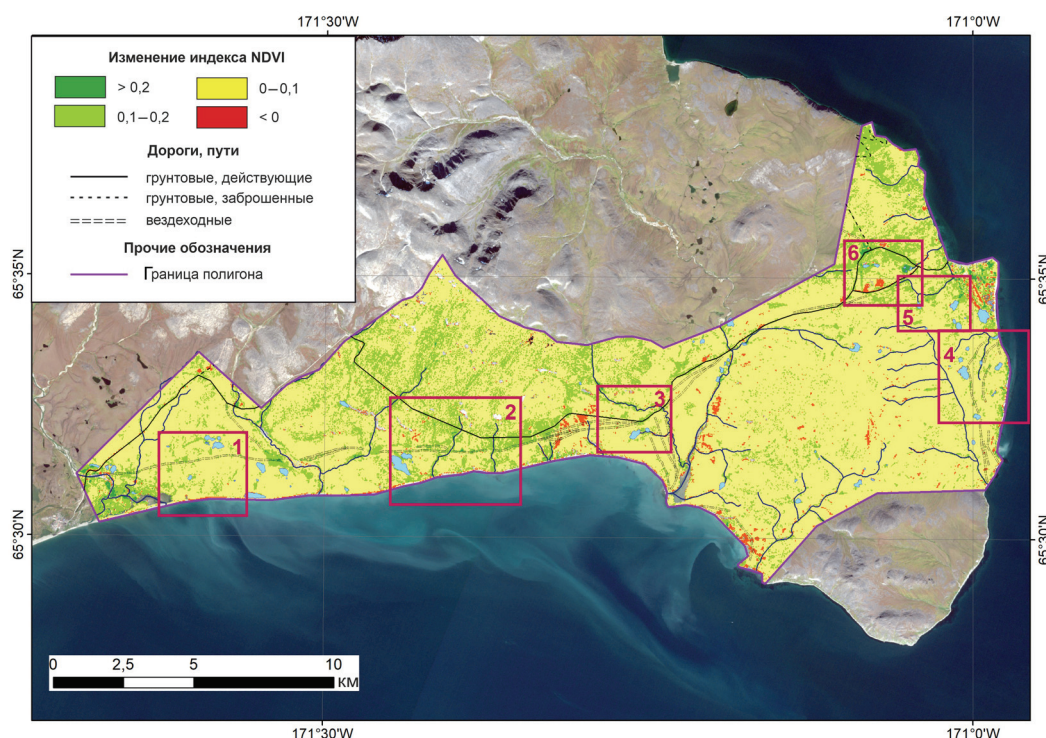 171°30'W
171°0'W
Изменение индекса NDVI
> 0,2
0–0,1
0,1–0,2
< 0
Дороги, пути
грунтовые, действующие
грунтовые, заброшенные
вездеходные
Прочие обозначения
Граница полигона
65°35'N
65°35'N
6
5
4
3
2
1
65°30'N
65°30'N
0
2,5
5
10
КМ
171°30'W
171°0'W